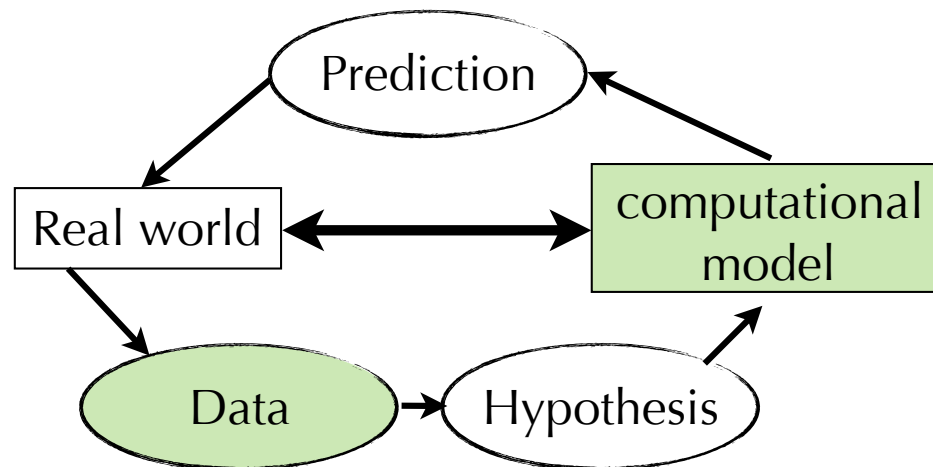 Prediction
Real world
computational
model
Data
Hypothesis